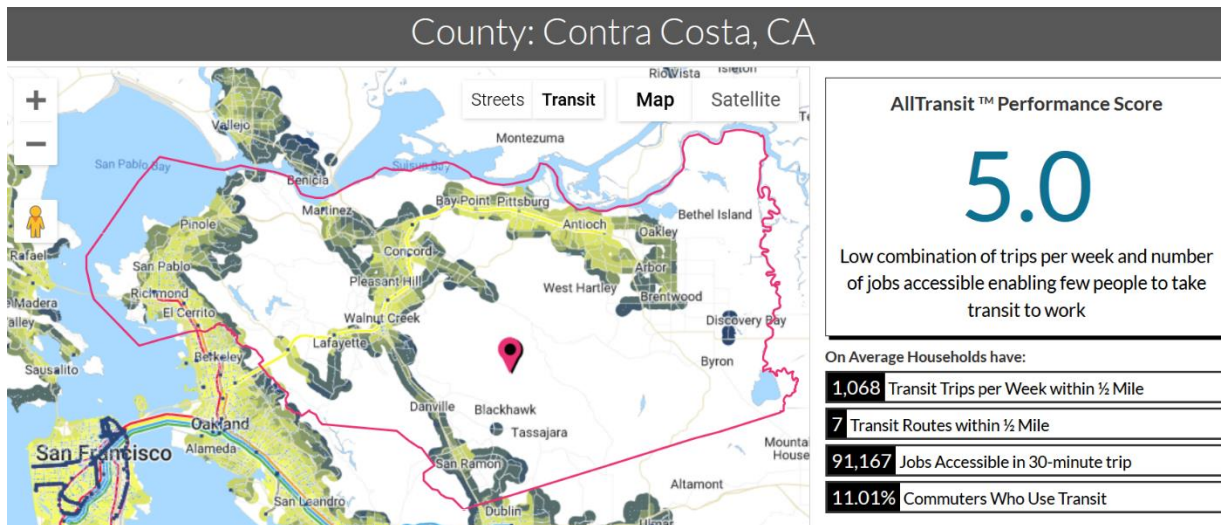 County: Contra Costa, CA
+
−
Streets Transit
Map Satellite
Rio Vista
Isleton
Vallejo
Montezuma
San Pablo Bay
Suisun Bay
Benicia
Martinez
Bay Point Pittsburg
Bethel Island
Pinole
Antioch
Oakley
Concord
San Pablo
Pleasant Hill
Arbor
West Hartley
Brentwood
Richmond
El Cerrito
Walnut Creek
Discovery Bay
Lafayette
Berkeley
Byron
Sausalito
Danville
Blackhawk
Oakland
Tassajara
San Francisco
Alameda
San Ramon
Mountain
House
Altamont
San Leandro
Dublin
Rafael
Madera
alley
AllTransit ™ Performance Score
5.0
Low combination of trips per week and number
of jobs accessible enabling few people to take
transit to work
On Average Households have:
1,068 Transit Trips per Week within ½ Mile
7 Transit Routes within ½ Mile
91,167 Jobs Accessible in 30-minute trip
11.01% Commuters Who Use Transit